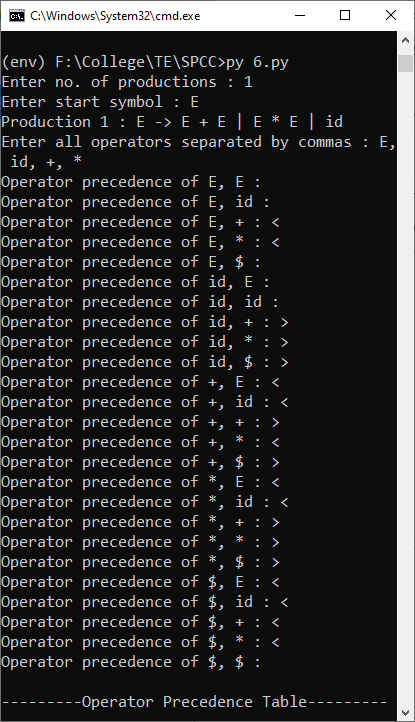 C:\Windows\System32\cmd.exe
(env) F:\College\TE\SPCC>py 6.py
Enter no. of productions : 1
Enter start symbol : E
Production 1 : E -> E + E | E * E | id
Enter all operators separated by commas : E,
 id, +, *
Operator precedence of E, E :
Operator precedence of E, id :
Operator precedence of E, + : <
Operator precedence of E, * : <
Operator precedence of E, $ :
Operator precedence of id, E :
Operator precedence of id, id :
Operator precedence of id, + : >
Operator precedence of id, * : >
Operator precedence of id, $ : >
Operator precedence of +, E : <
Operator precedence of +, id : <
Operator precedence of +, + : >
Operator precedence of +, * : <
Operator precedence of +, $ : >
Operator precedence of *, E : <
Operator precedence of *, id : <
Operator precedence of *, + : >
Operator precedence of *, * : >
Operator precedence of *, $ : >
Operator precedence of $, E : <
Operator precedence of $, id : <
Operator precedence of $, + : <
Operator precedence of $, * : <
Operator precedence of $, $ :
---------Operator Precedence Table---------